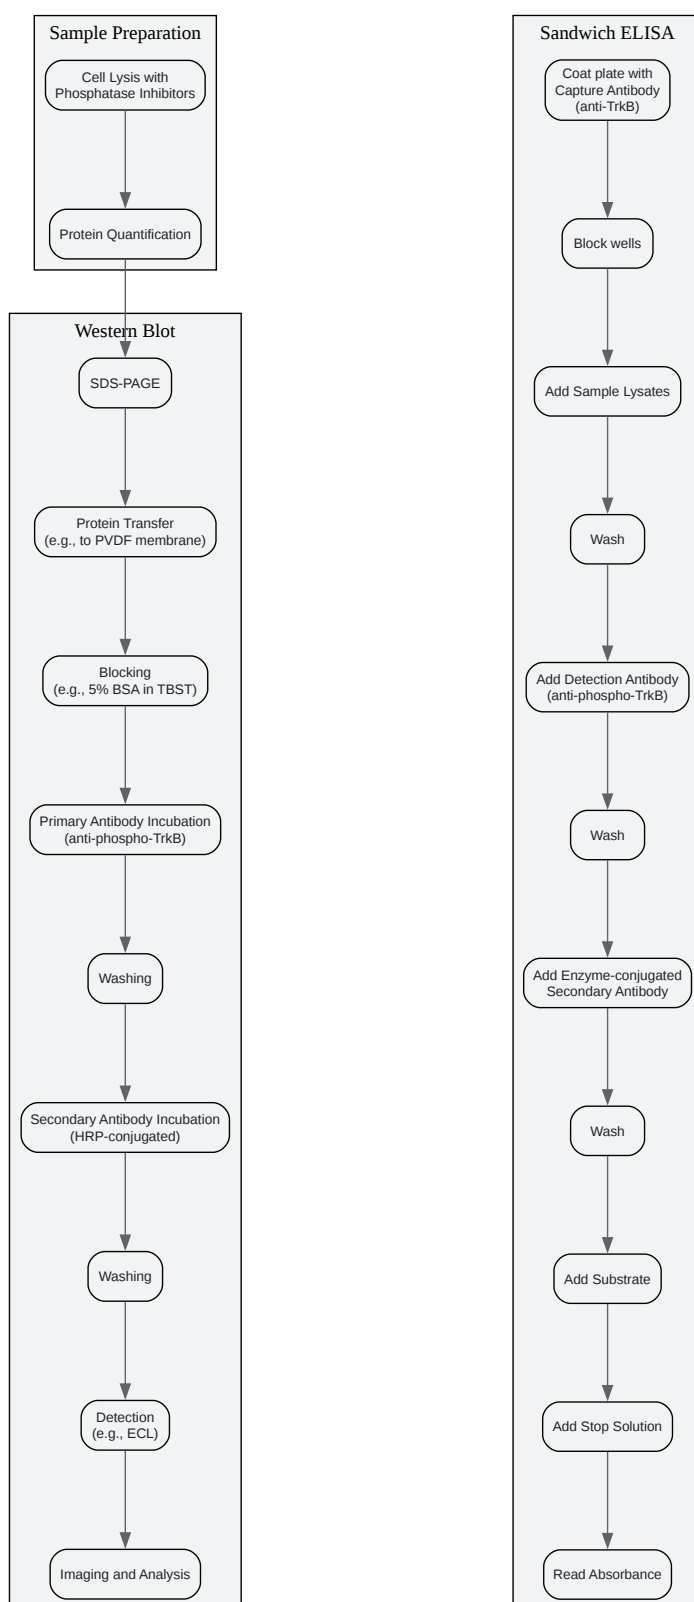 Sample Preparation
Cell Lysis with
Phosphatase Inhibitors
Protein Quantification
Western Blot
SDS-PAGE
Protein Transfer
(e.g., to PVDF membrane)
Blocking
(e.g., 5% BSA in TBST)
Primary Antibody Incubation
(anti-phospho-TrkB)
Washing
Secondary Antibody Incubation
(HRP-conjugated)
Washing
Detection
(e.g., ECL)
Imaging and Analysis
Sandwich ELISA
Coat plate with
Capture Antibody
(anti-TrkB)
Block wells
Add Sample Lysates
Wash
Add Detection Antibody
(anti-phospho-TrkB)
Wash
Add Enzyme-conjugated
Secondary Antibody
Wash
Add Substrate
Add Stop Solution
Read Absorbance